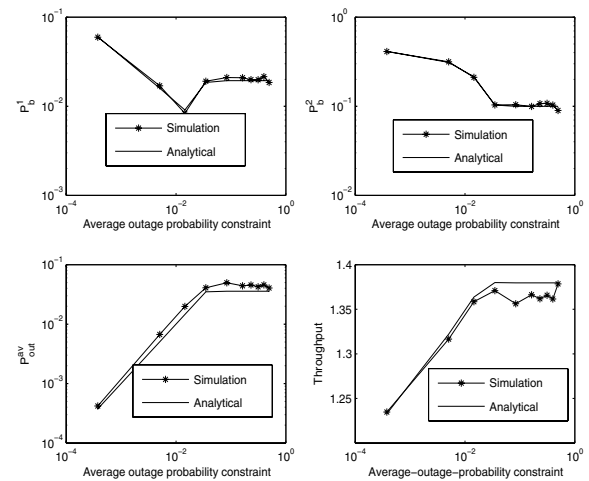 10^-1
10^-2
10^-3
P_b^1
Simulation
Analytical
10^-4
10^-2
10^0
Average outage probability constraint
10^0
10^-1
10^-2
P_b^2
Simulation
Analytical
10^-4
10^-2
10^0
Average outage probability constraint
10^-1
10^-2
10^-3
10^-4
P_out^av
Simulation
Analytical
10^-4
10^-2
10^0
Average outage probability constraint
1.4
1.35
1.3
1.25
Throughput
Simulation
Analytical
10^-4
10^-2
10^0
Average−outage−probability constraint